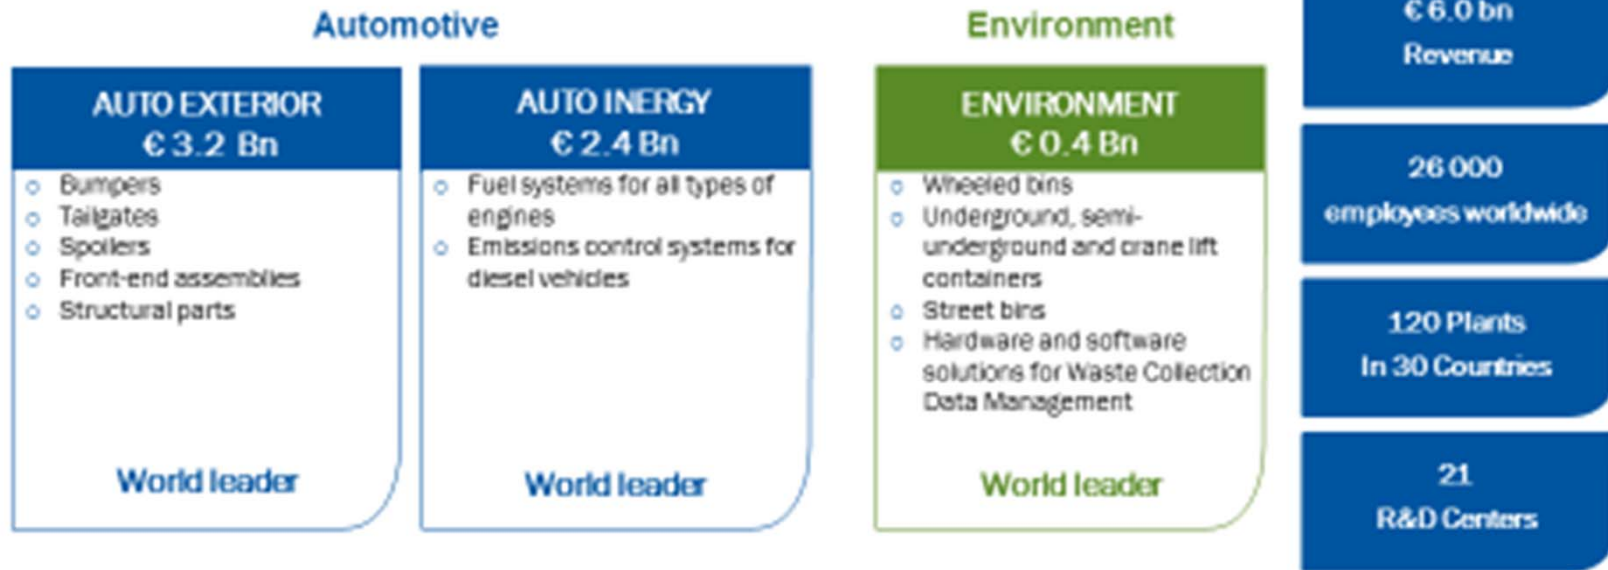 Automotive
AUTO EXTERIOR
€ 3.2 Bn
o Bumpers
o Tailgates
o Spoilers
o Front-end assemblies
o Structural parts
World leader
AUTO INERGY
€ 2.4 Bn
o Fuel systems for all types of
engines
o Emissions control systems for
diesel vehicles
World leader
Environment
ENVIRONMENT
€ 0.4 Bn
o Wheeled bins
o Underground, semi-
underground and crane lift
containers
o Street bins
o Hardware and software
solutions for Waste Collection
Data Management
World leader
€ 6.0 bn
Revenue
26 000
employees worldwide
120 Plants
In 30 Countries
21
R&D Centers